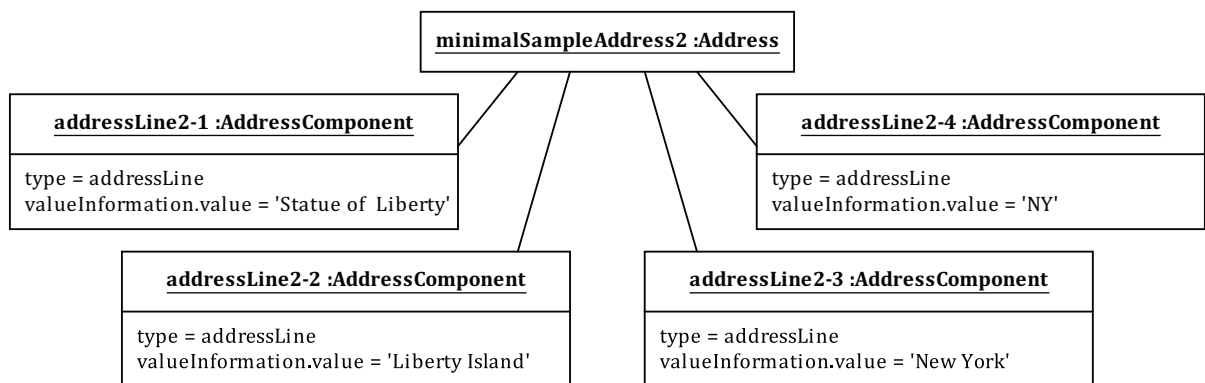 minimalSampleAddress2 :Address
addressLine2-1 :AddressComponent
type = addressLine
valueInformation.value = 'Statue of  Liberty'
addressLine2-4 :AddressComponent
type = addressLine
valueInformation.value = 'NY'
addressLine2-2 :AddressComponent
type = addressLine
valueInformation.value = 'Liberty Island'
addressLine2-3 :AddressComponent
type = addressLine
valueInformation.value = 'New York'